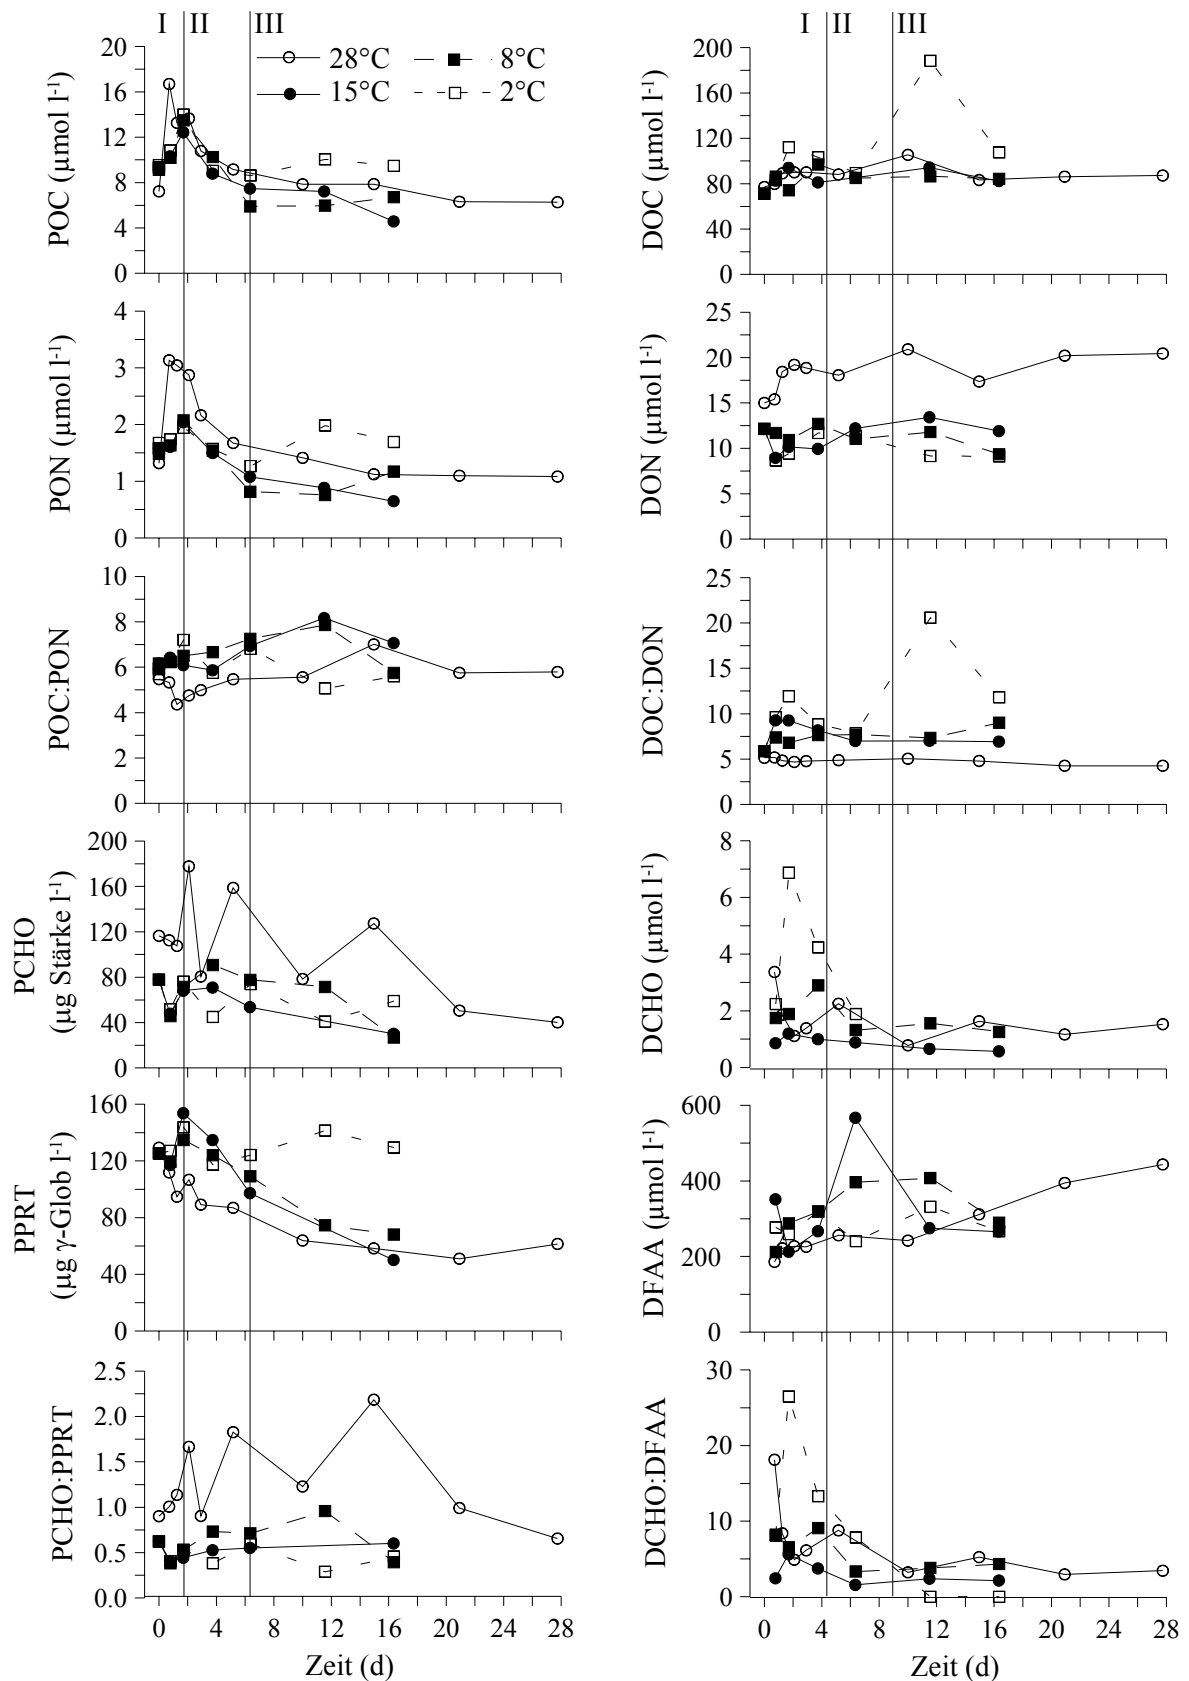 I II III
28°C 8°C
15°C 2°C
POC (µmol l⁻¹)
20
16
12
8
4
0
PON (µmol l⁻¹)
4
3
2
1
0
POC:PON
10
8
6
4
2
0
PCHO
(µg Stärke l⁻¹)
200
160
120
80
40
0
PPRT
(µg γ-Glob l⁻¹)
160
120
80
40
0
PCHO:PPRT
2.5
2.0
1.5
1.0
0.5
0.0
0 4 8 12 16 20 24 28
Zeit (d)
I II III
DOC (µmol l⁻¹)
200
160
120
80
40
0
DON (µmol l⁻¹)
25
20
15
10
5
0
DOC:DON
25
20
15
10
5
0
DCHO (µmol l⁻¹)
8
6
4
2
0
DFAA (µmol l⁻¹)
600
400
200
0
DCHO:DFAA
30
20
10
0
0 4 8 12 16 20 24 28
Zeit (d)